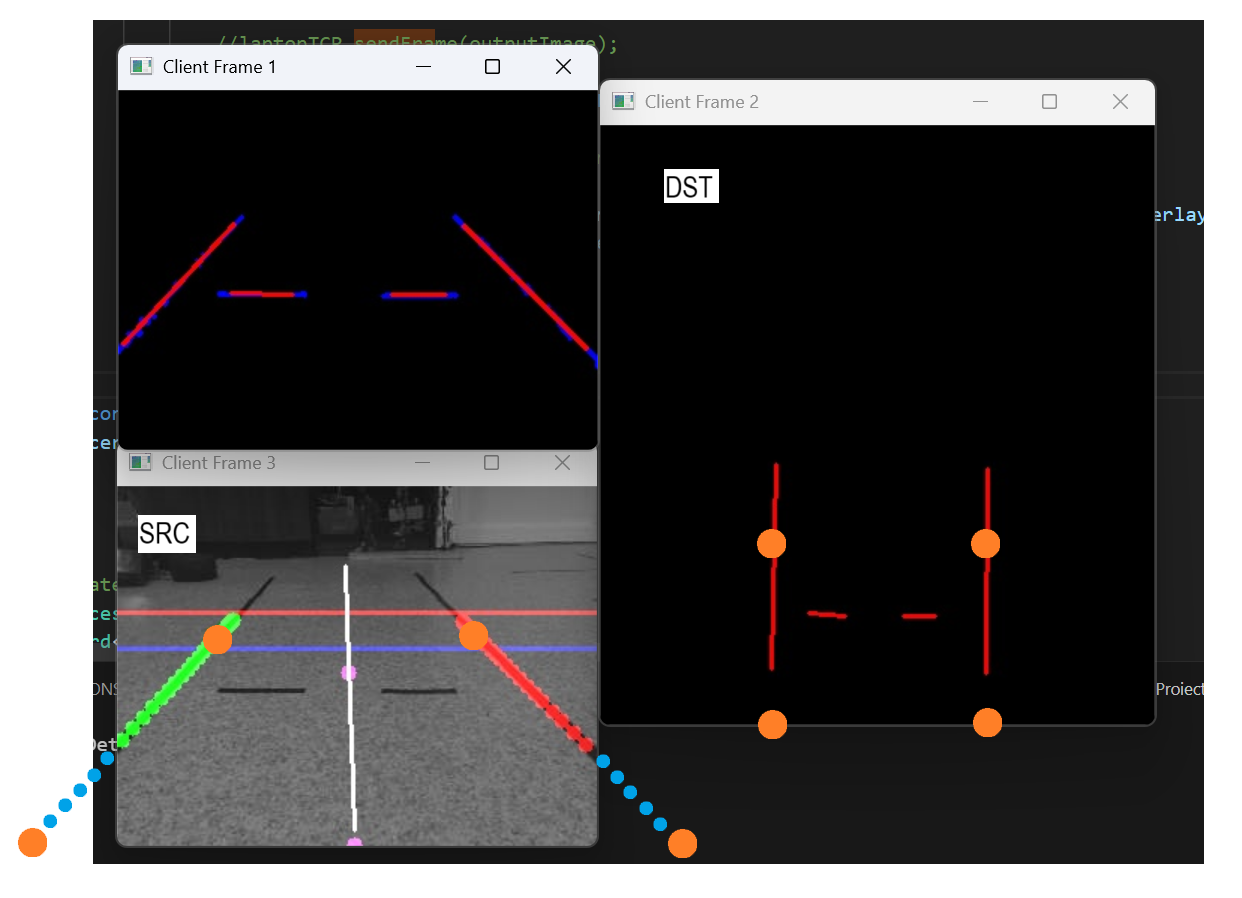 //laptopTCP.sendFrame(outputImage);
Client Frame 1
Client Frame 2
DST
erlay
cor
cer
Client Frame 3
SRC
ate
ces
rd<
ONS
Det
Project